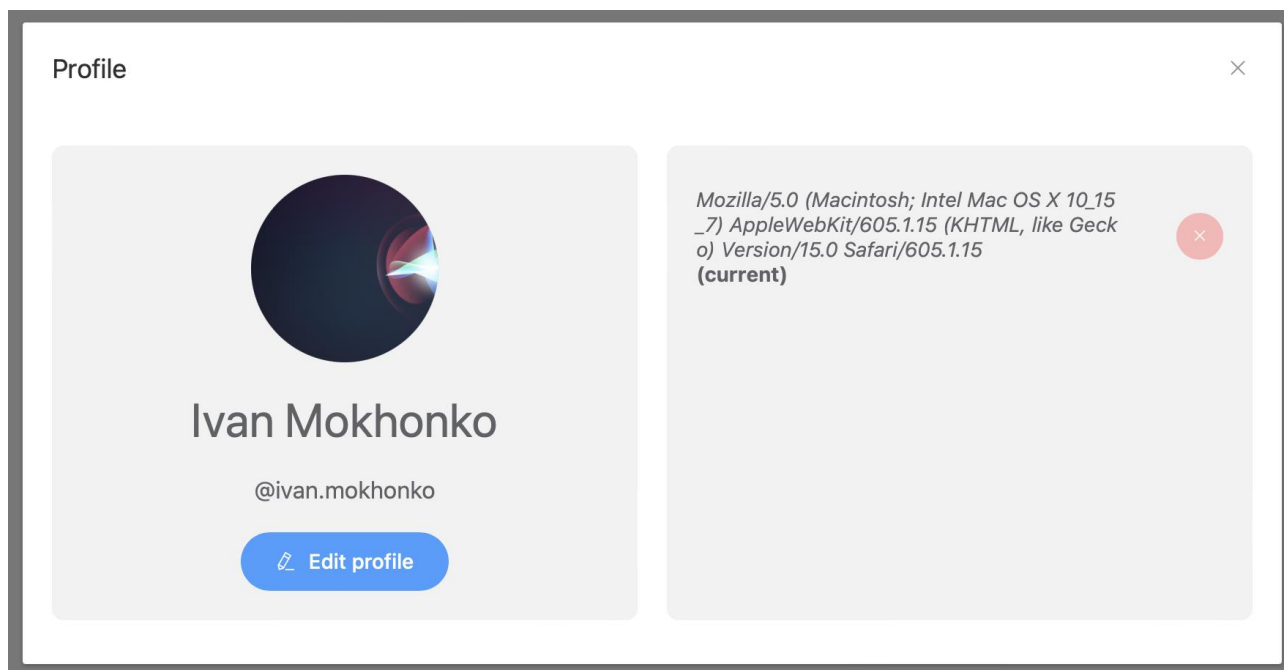 Profile
Ivan Mokhonko
@ivan.mokhonko
Edit profile
Mozilla/5.0 (Macintosh; Intel Mac OS X 10_15
_7) AppleWebKit/605.1.15 (KHTML, like Geck
o) Version/15.0 Safari/605.1.15
(current)